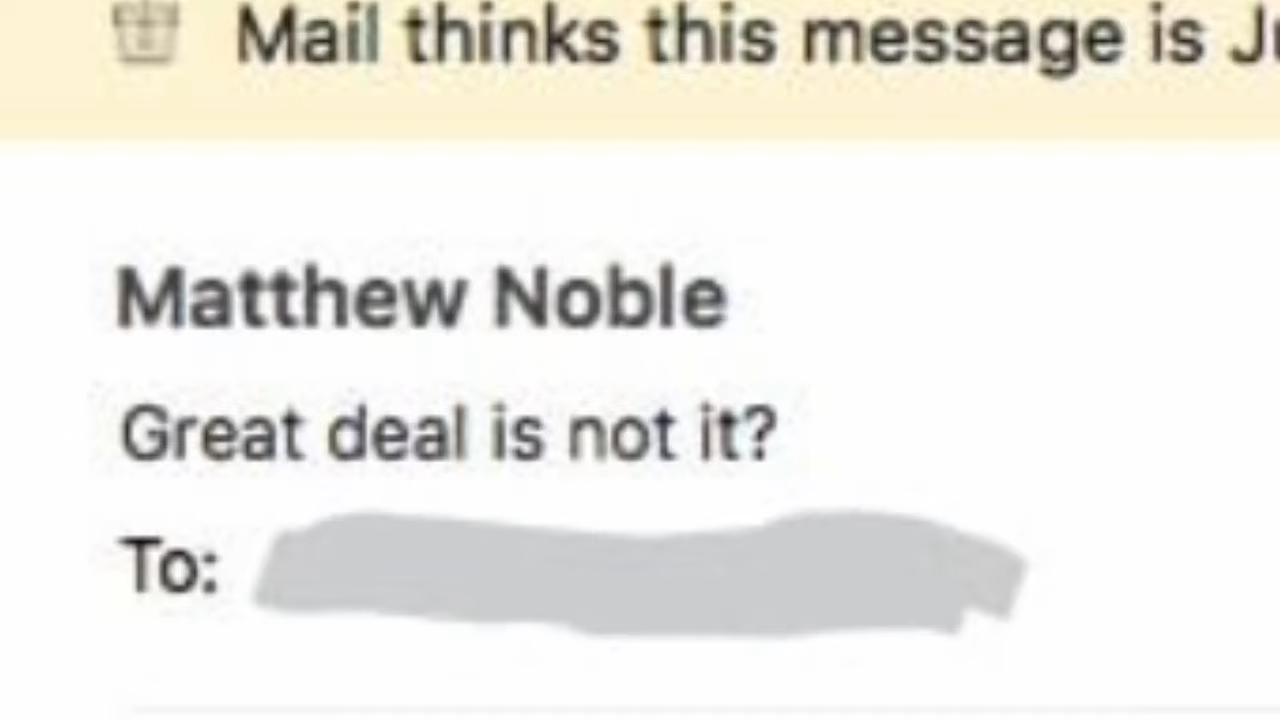 Mail thinks this message is
Matthew Noble
Great deal is not it?
To: